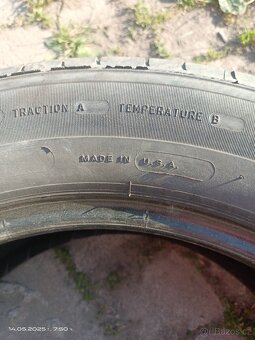 TRACTION A TEMPERATURE B
MADE IN U.S.A.
14.05.2025 7:50